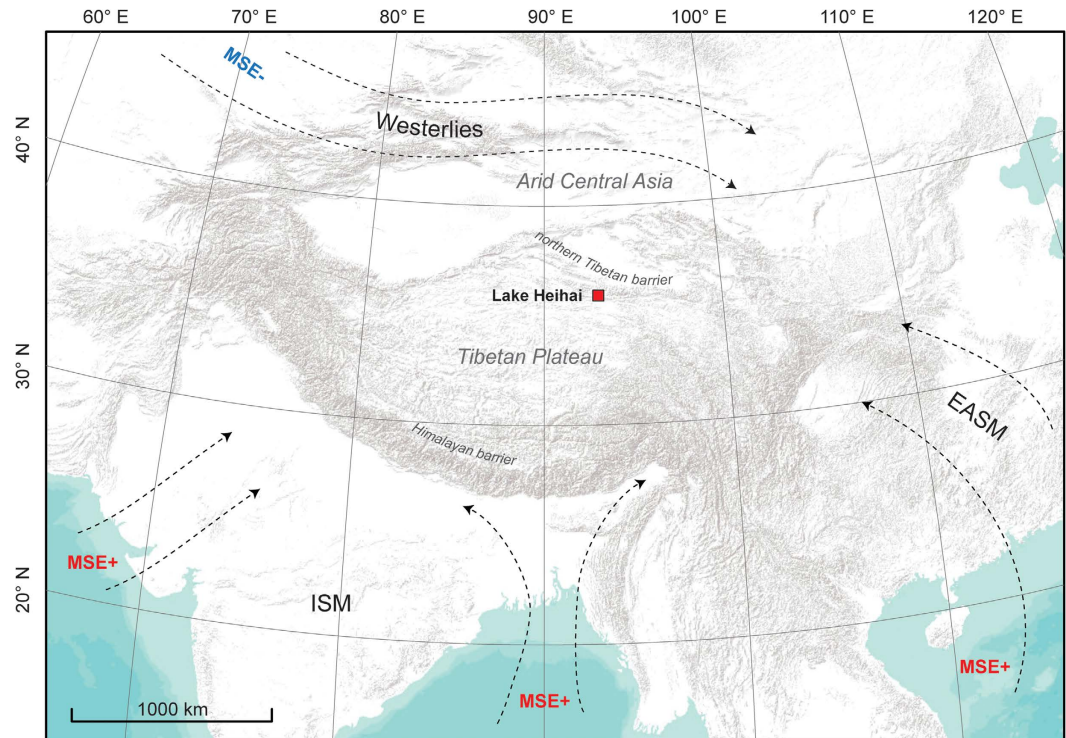 60° E
70° E
80° E
90° E
100° E
110° E
120° E
MSE-
Westerlies
40° N
Arid Central Asia
northern Tibetan barrier
Lake Heihai
Tibetan Plateau
30° N
EASM
Himalayan barrier
MSE+
20° N
ISM
MSE+
MSE+
1000 km